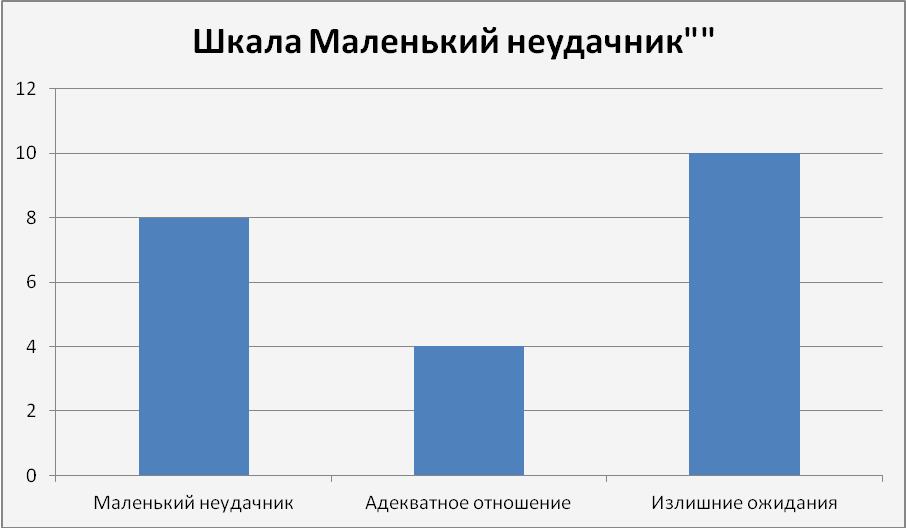 Шкала Маленький неудачник""
12
10
8
6
4
2
0
Маленький неудачник
Адекватное отношение
Излишние ожидания